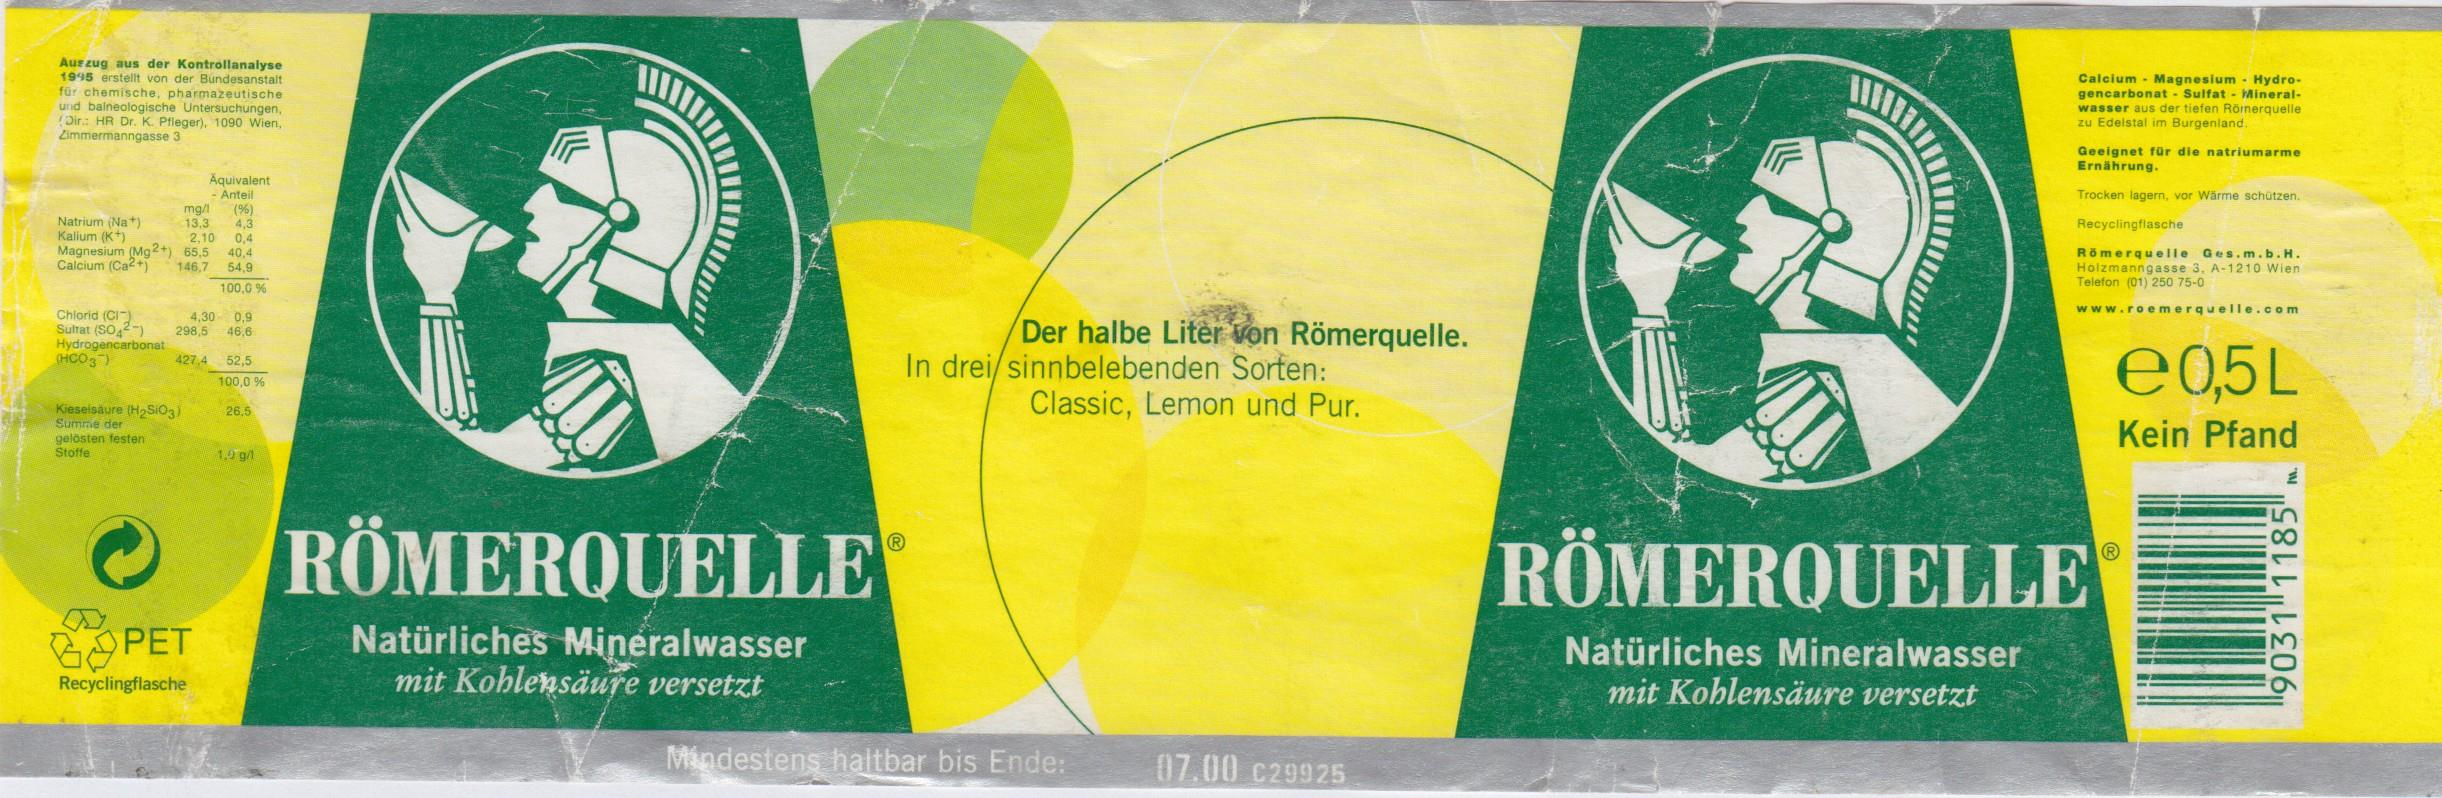 Auszug aus der Kontrollanalyse
1995 erstellt von der Bundesanstalt
für chemische, pharmazeutische
und balneologische Untersuchungen,
(Dir.: HR Dr. K. Pfleger), 1090 Wien,
Zimmermanngasse 3
Äquivalent
- Anteil
mg/l (%)
Natrium (Na⁺) 13,3 4,3
Kalium (K⁺) 2,10 0,4
Magnesium (Mg²⁺) 65,5 40,4
Calcium (Ca²⁺) 146,7 54,9
100,0 %
Chlorid (Cl⁻) 4,30 0,9
Sulfat (SO₄²⁻) 298,5 46,6
Hydrogencarbonat
(HCO₃⁻) 427,4 52,5
100,0 %
Kieselsäure (H₂SiO₃) 26,5
Summe der
gelösten festen
Stoffe 1,0 g/l
PET
Recyclingflasche
RÖMERQUELLE®
Natürliches Mineralwasser
mit Kohlensäure versetzt
Der halbe Liter von Römerquelle.
In drei sinnbelebenden Sorten:
Classic, Lemon und Pur.
RÖMERQUELLE®
Natürliches Mineralwasser
mit Kohlensäure versetzt
Calcium - Magnesium - Hydro-
gencarbonat - Sulfat - Mineral-
wasser aus der tiefen Römerquelle
zu Edelstal im Burgenland.
Geeignet für die natriumarme
Ernährung.
Trocken lagern, vor Wärme schützen.
Recyclingflasche
Römerquelle Ges.m.b.H.
Holzmanngasse 3, A-1210 Wien
Telefon (01) 250 75-0
www.roemerquelle.com
℮ 0,5 L
Kein Pfand
9031 1185
Mindestens haltbar bis Ende: 07.00 C29925